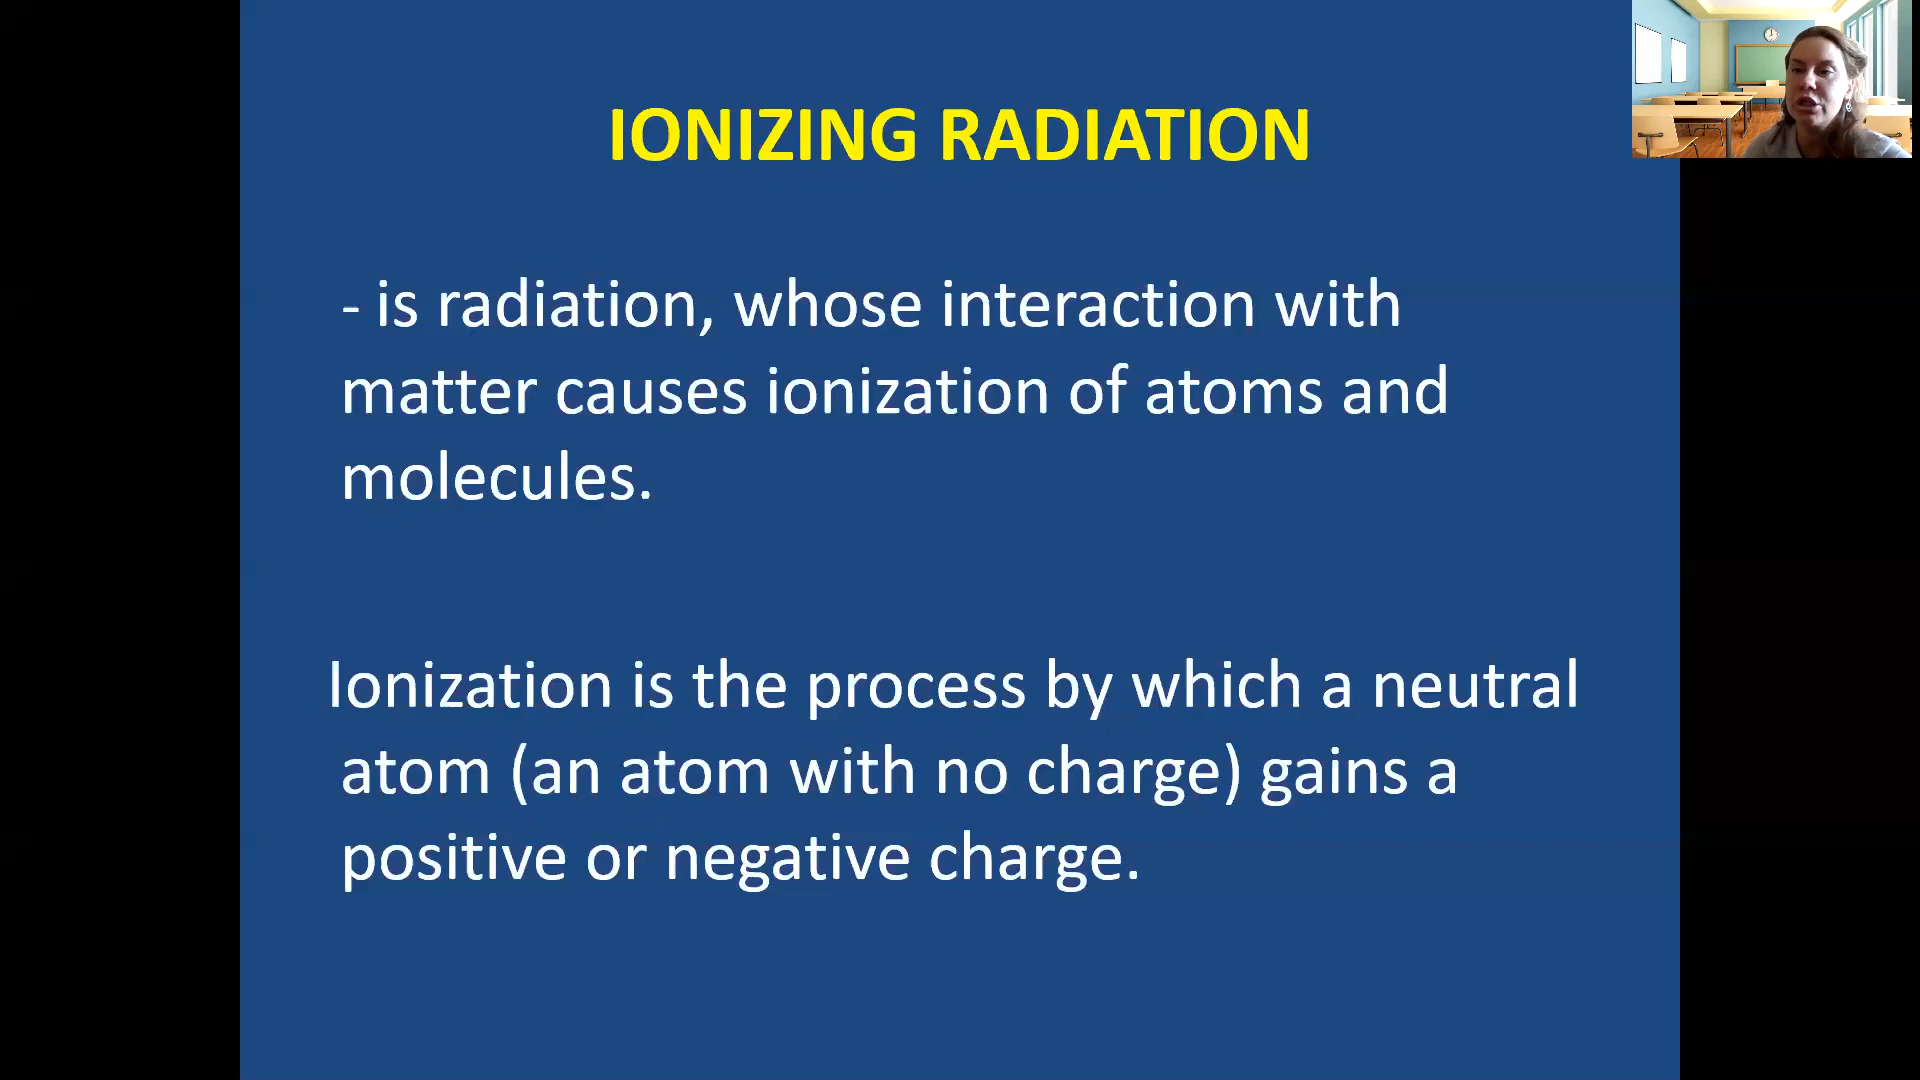 IONIZING RADIATION
- is radiation, whose interaction with
matter causes ionization of atoms and
molecules.
Ionization is the process by which a neutral
atom (an atom with no charge) gains a
positive or negative charge.